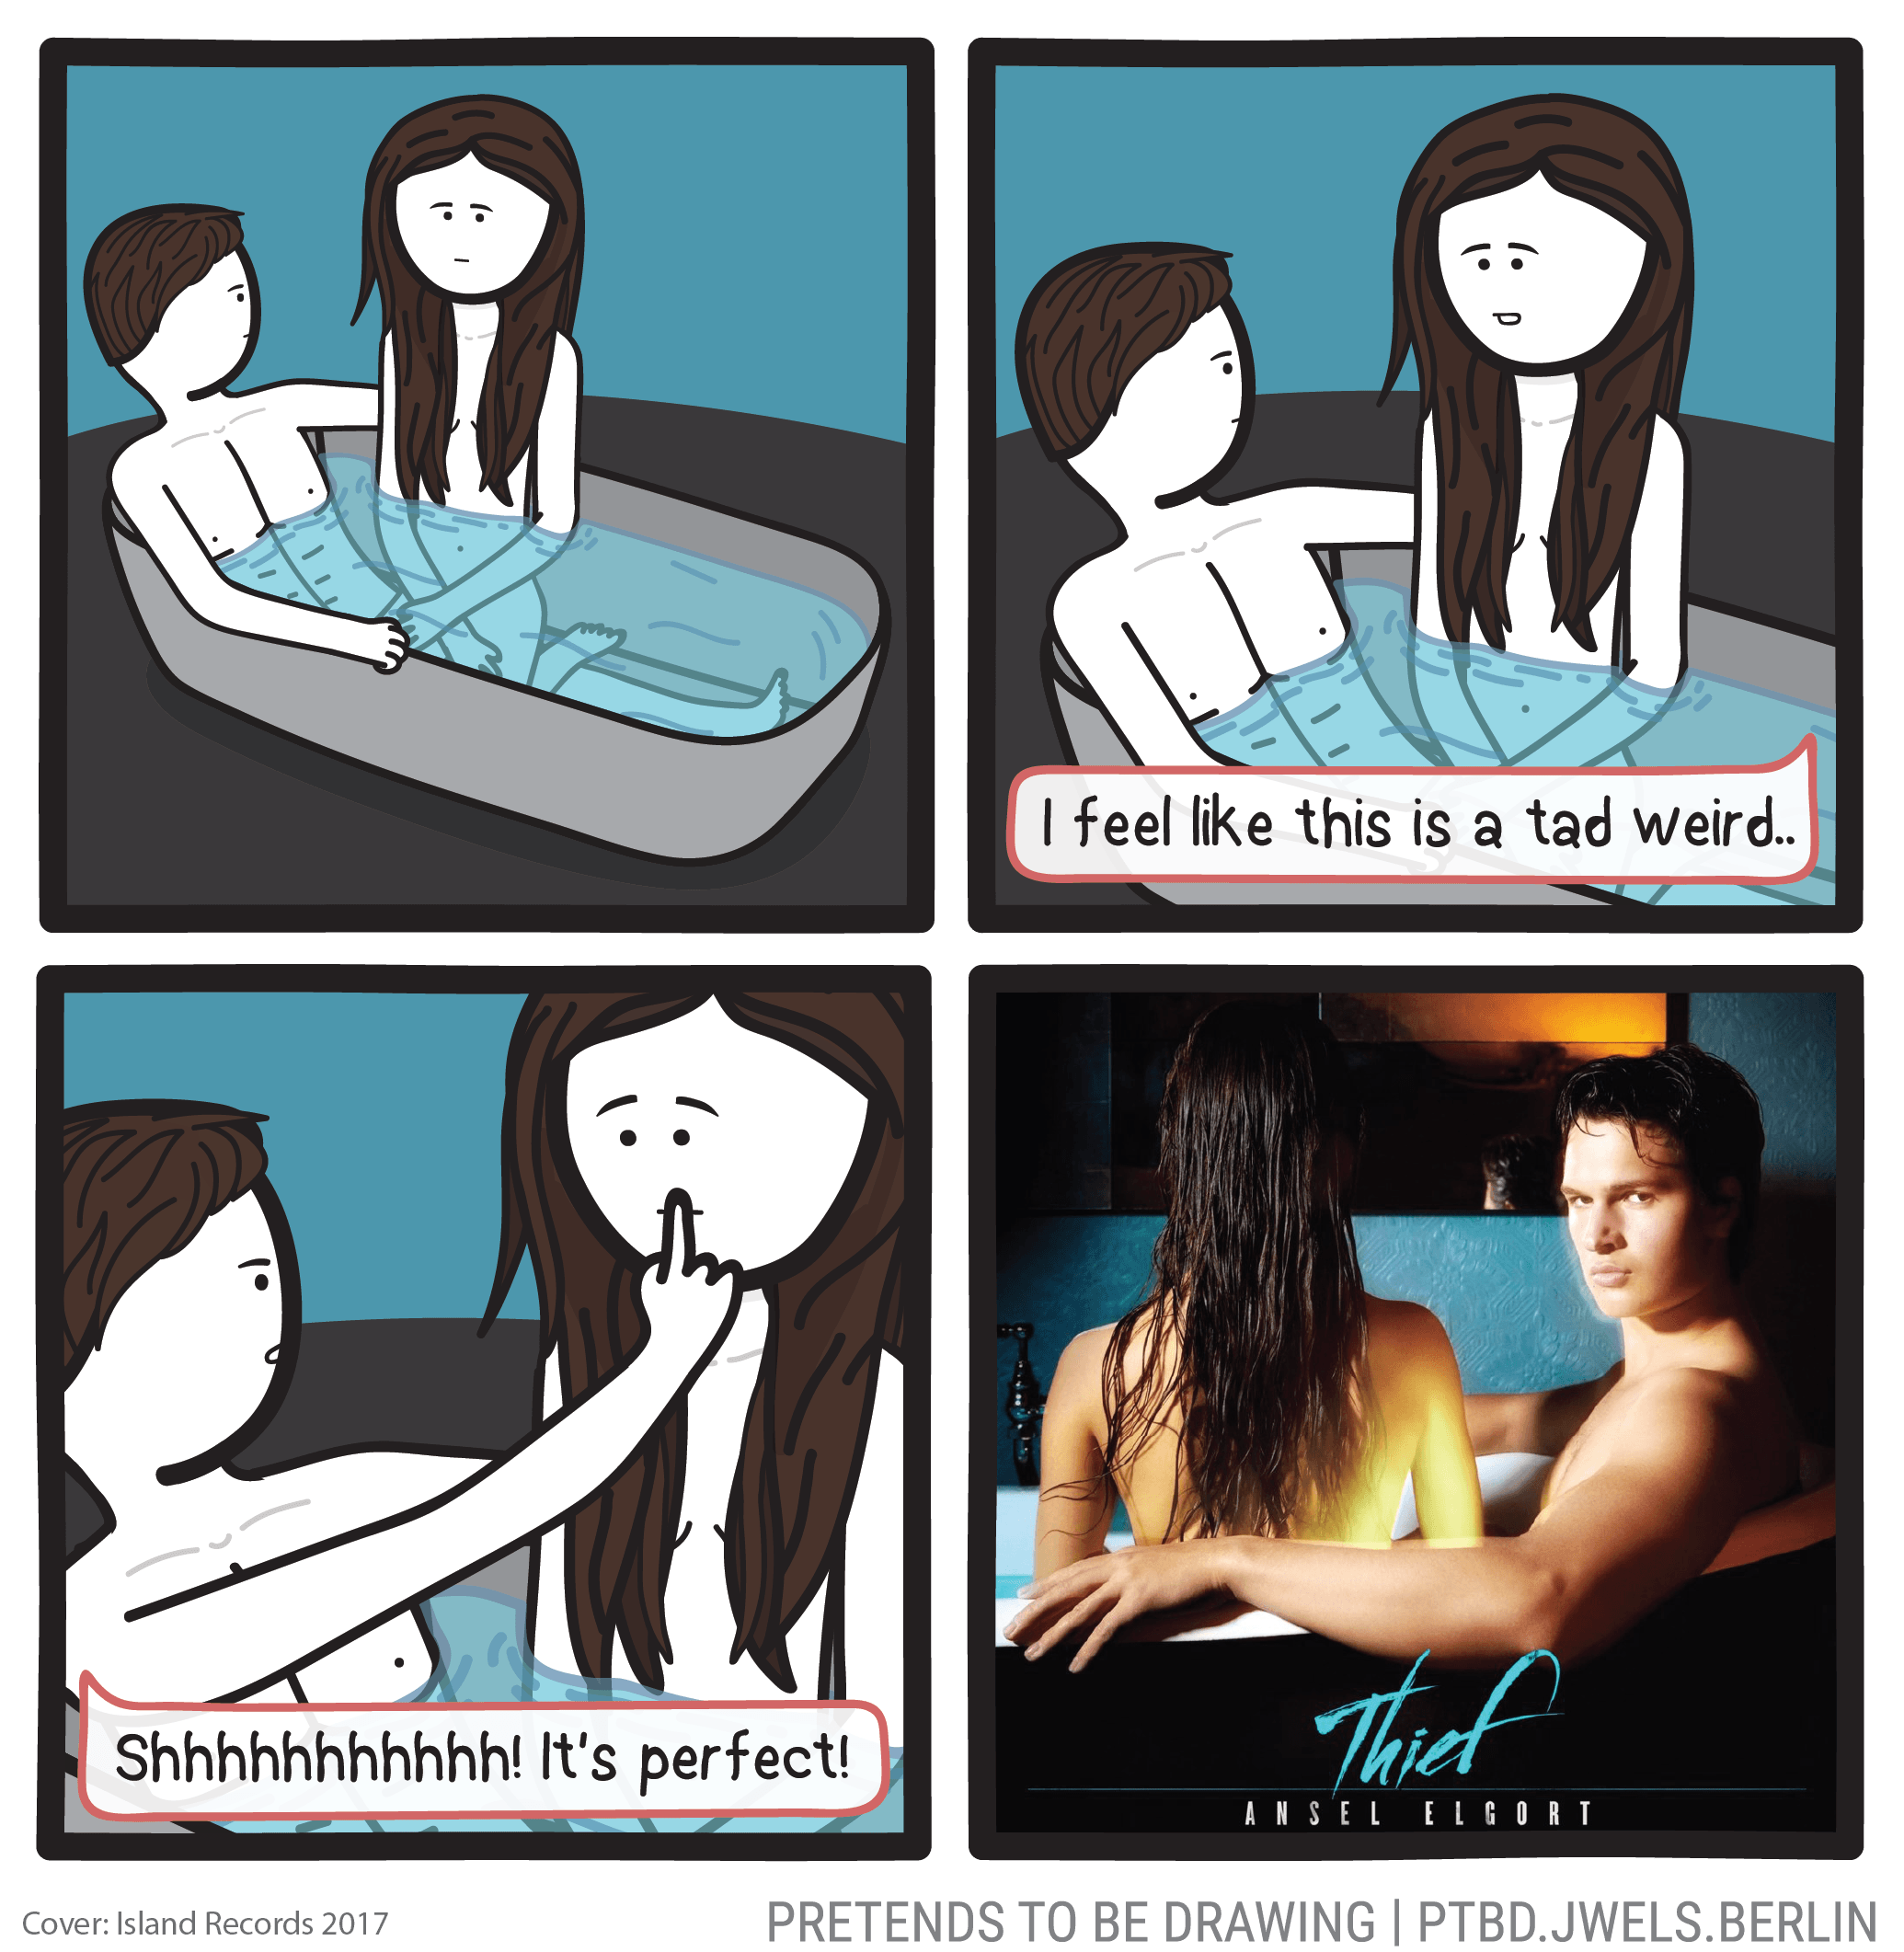 I feel like this is a tad weird..
Shhhhhhhhhhhh! It's perfect!
Thief
ANSEL ELGORT
Cover: Island Records 2017
PRETENDS TO BE DRAWING | PTBD.JWELS.BERLIN